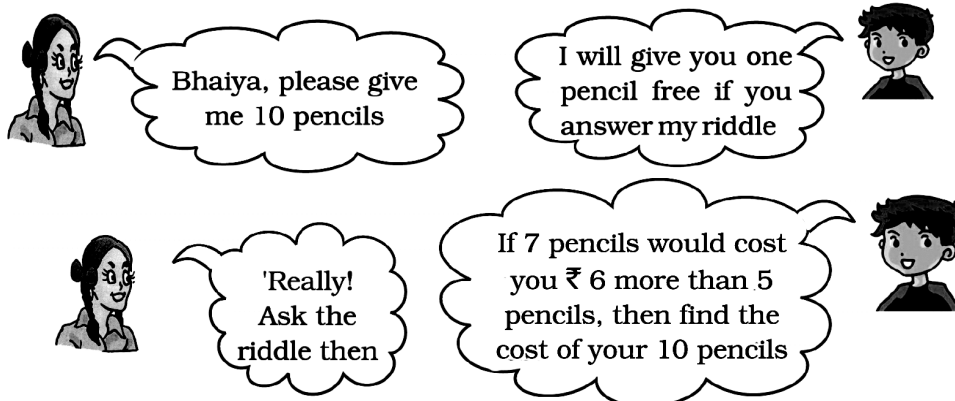 Bhaiya, please give
me 10 pencils
I will give you one
pencil free if you
answer my riddle
'Really!
Ask the
riddle then
If 7 pencils would cost
you ₹ 6 more than 5
pencils, then find the
cost of your 10 pencils